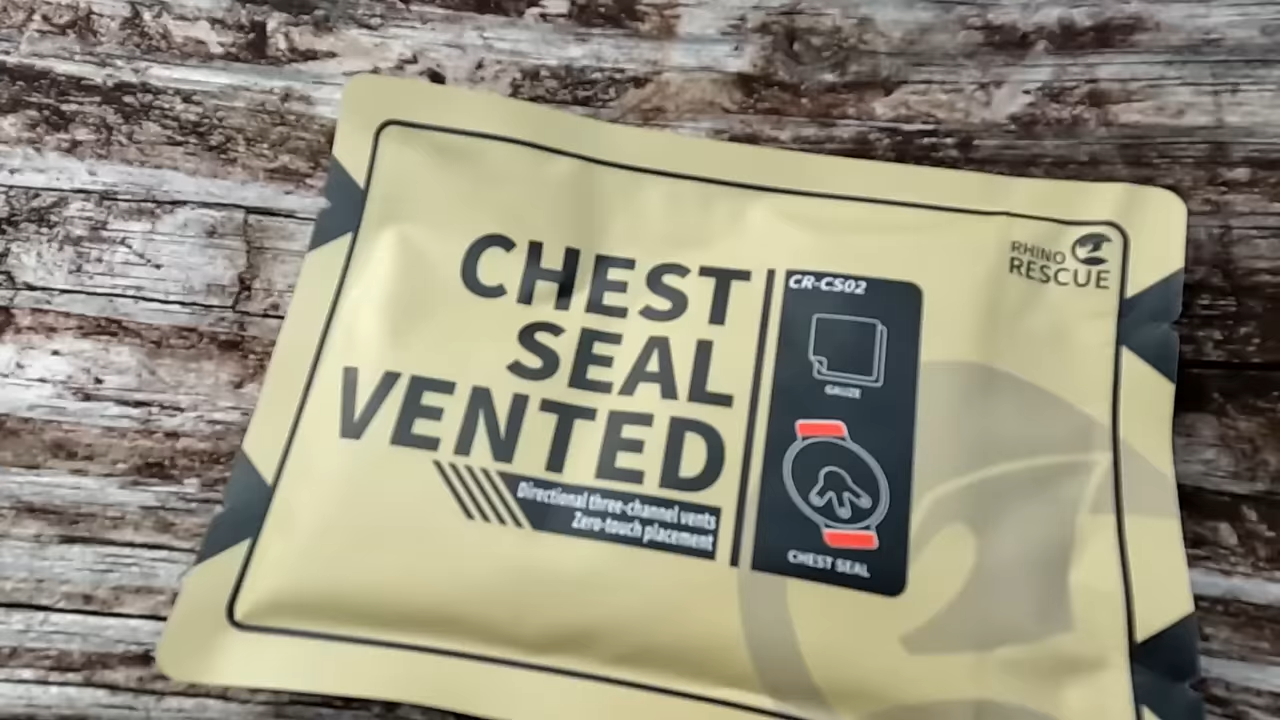 CHEST
SEAL
VENTED
Directional three-channel vents
Zero-touch placement
CR-CS02
GAUZE
CHEST SEAL
RHINO
RESCUE